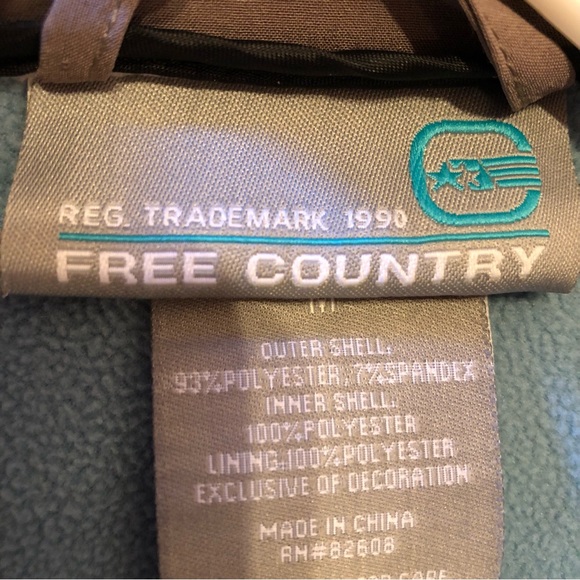 REG. TRADEMARK 1990
FREE COUNTRY
OUTER SHELL:
93%POLYESTER, 7%SPANDEX
INNER SHELL:
100%POLYESTER
LINING:100%POLYESTER
EXCLUSIVE OF DECORATION
MADE IN CHINA
RN#82608